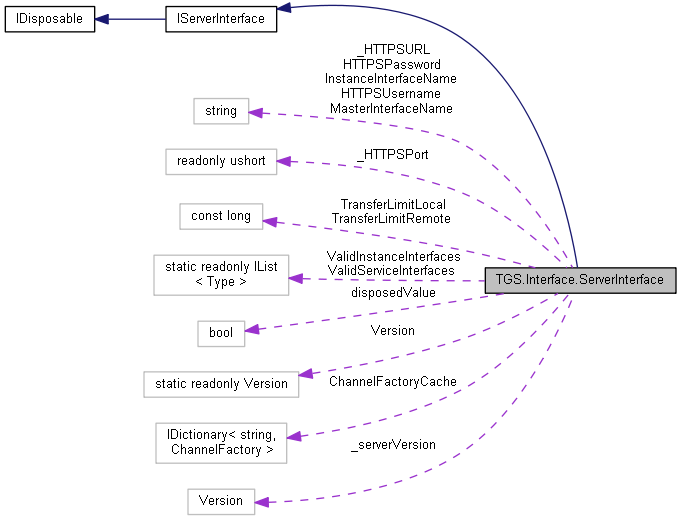 IDisposable
IServerInterface
_HTTPSURL
HTTPSPassword
InstanceInterfaceName
HTTPSUsername
MasterInterfaceName
string
_HTTPSPort
readonly ushort
TransferLimitLocal
TransferLimitRemote
const long
ValidInstanceInterfaces
ValidServiceInterfaces
static readonly IList
< Type >
TGS.Interface.ServerInterface
disposedValue
bool
Version
static readonly Version
ChannelFactoryCache
IDictionary< string,
ChannelFactory >
_serverVersion
Version